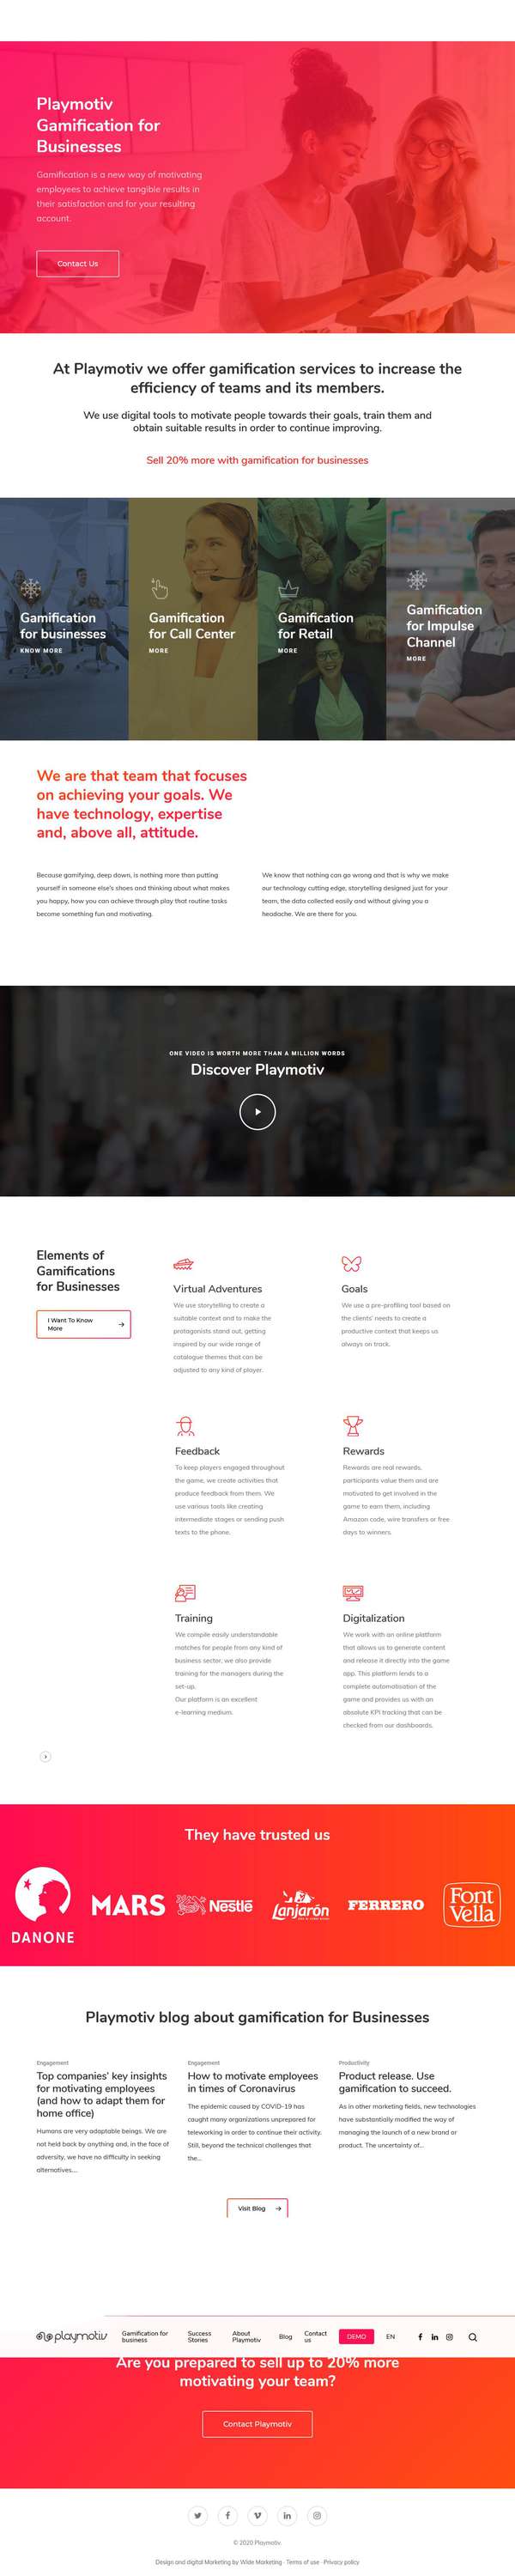 Playmotiv
Gamification for
Businesses
Gamification is a new way of motivating
employees to achieve tangible results in
their satisfaction and for your resulting
account.
Contact Us
At Playmotiv we offer gamification services to increase the
efficiency of teams and its members.
We use digital tools to motivate people towards their goals, train them and
obtain suitable results in order to continue improving.
Sell 20% more with gamification for businesses
Gamification
for businesses
KNOW MORE
Gamification
for Call Center
MORE
Gamification
for Retail
MORE
Gamification
for Impulse
Channel
MORE
We are that team that focuses
on achieving your goals. We
have technology, expertise
and, above all, attitude.
Because gamifying, deep down, is nothing more than putting
yourself in someone else's shoes and thinking about what makes
you happy, how you can achieve through play that routine tasks
become something fun and motivating.
We know that nothing can go wrong and that is why we make
our technology cutting edge, storytelling designed just for your
team, the data collected easily and without giving you a
headache. We are there for you.
ONE VIDEO IS WORTH MORE THAN A MILLION WORDS
Discover Playmotiv
Elements of
Gamifications
for Businesses
I Want To Know
More
Virtual Adventures
We use storytelling to create a
suitable context and to make the
protagonists stand out, getting
inspired by our wide range of
catalogue themes that can be
adjusted to any kind of player.
Goals
We use a pre-profiling tool based on
the clients' needs to create a
productive context that keeps us
always on track.
Feedback
To keep players engaged throughout
the game, we create activities that
produce feedback from them. We
use various tools like creating
intermediate stages or sending push
texts to the phone.
Rewards
Rewards are real rewards,
participants value them and are
motivated to get involved in the
game to earn them, including
Amazon code, wire transfers or free
days to winners.
Training
We compile easily understandable
matches for people from any kind of
business sector, we also provide
training for the managers during the
set-up.
Our platform is an excellent
e-learning medium.
Digitalization
We work with an online platform
that allows us to generate content
and release it directly into the game
app. This platform lends to a
complete automatisation of the
game and provides us with an
absolute KPI tracking that can be
checked from our dashboards.
They have trusted us
DANONE
MARS
Nestlé
Lanjarón
FERRERO
Font
Vella
Playmotiv blog about gamification for Businesses
Engagement
Top companies' key insights
for motivating employees
(and how to adapt them for
home office)
Humans are very adaptable beings. We are
not held back by anything and, in the face of
adversity, we have no difficulty in seeking
alternatives....
Engagement
How to motivate employees
in times of Coronavirus
The epidemic caused by COVID-19 has
caught many organizations unprepared for
teleworking in order to continue their activity.
Still, beyond the technical challenges that
the...
Productivity
Product release. Use
gamification to succeed.
As in other marketing fields, new technologies
have substantially modified the way of
managing the launch of a new brand or
product. The uncertainty of...
Visit Blog
playmotiv
Gamification for
business
Success
Stories
About
Playmotiv
Blog
Contact
us
DEMO
EN
Are you prepared to sell up to 20% more
motivating your team?
Contact Playmotiv
© 2020 Playmotiv.
Design and digital Marketing by Wide Marketing · Terms of use · Privacy policy